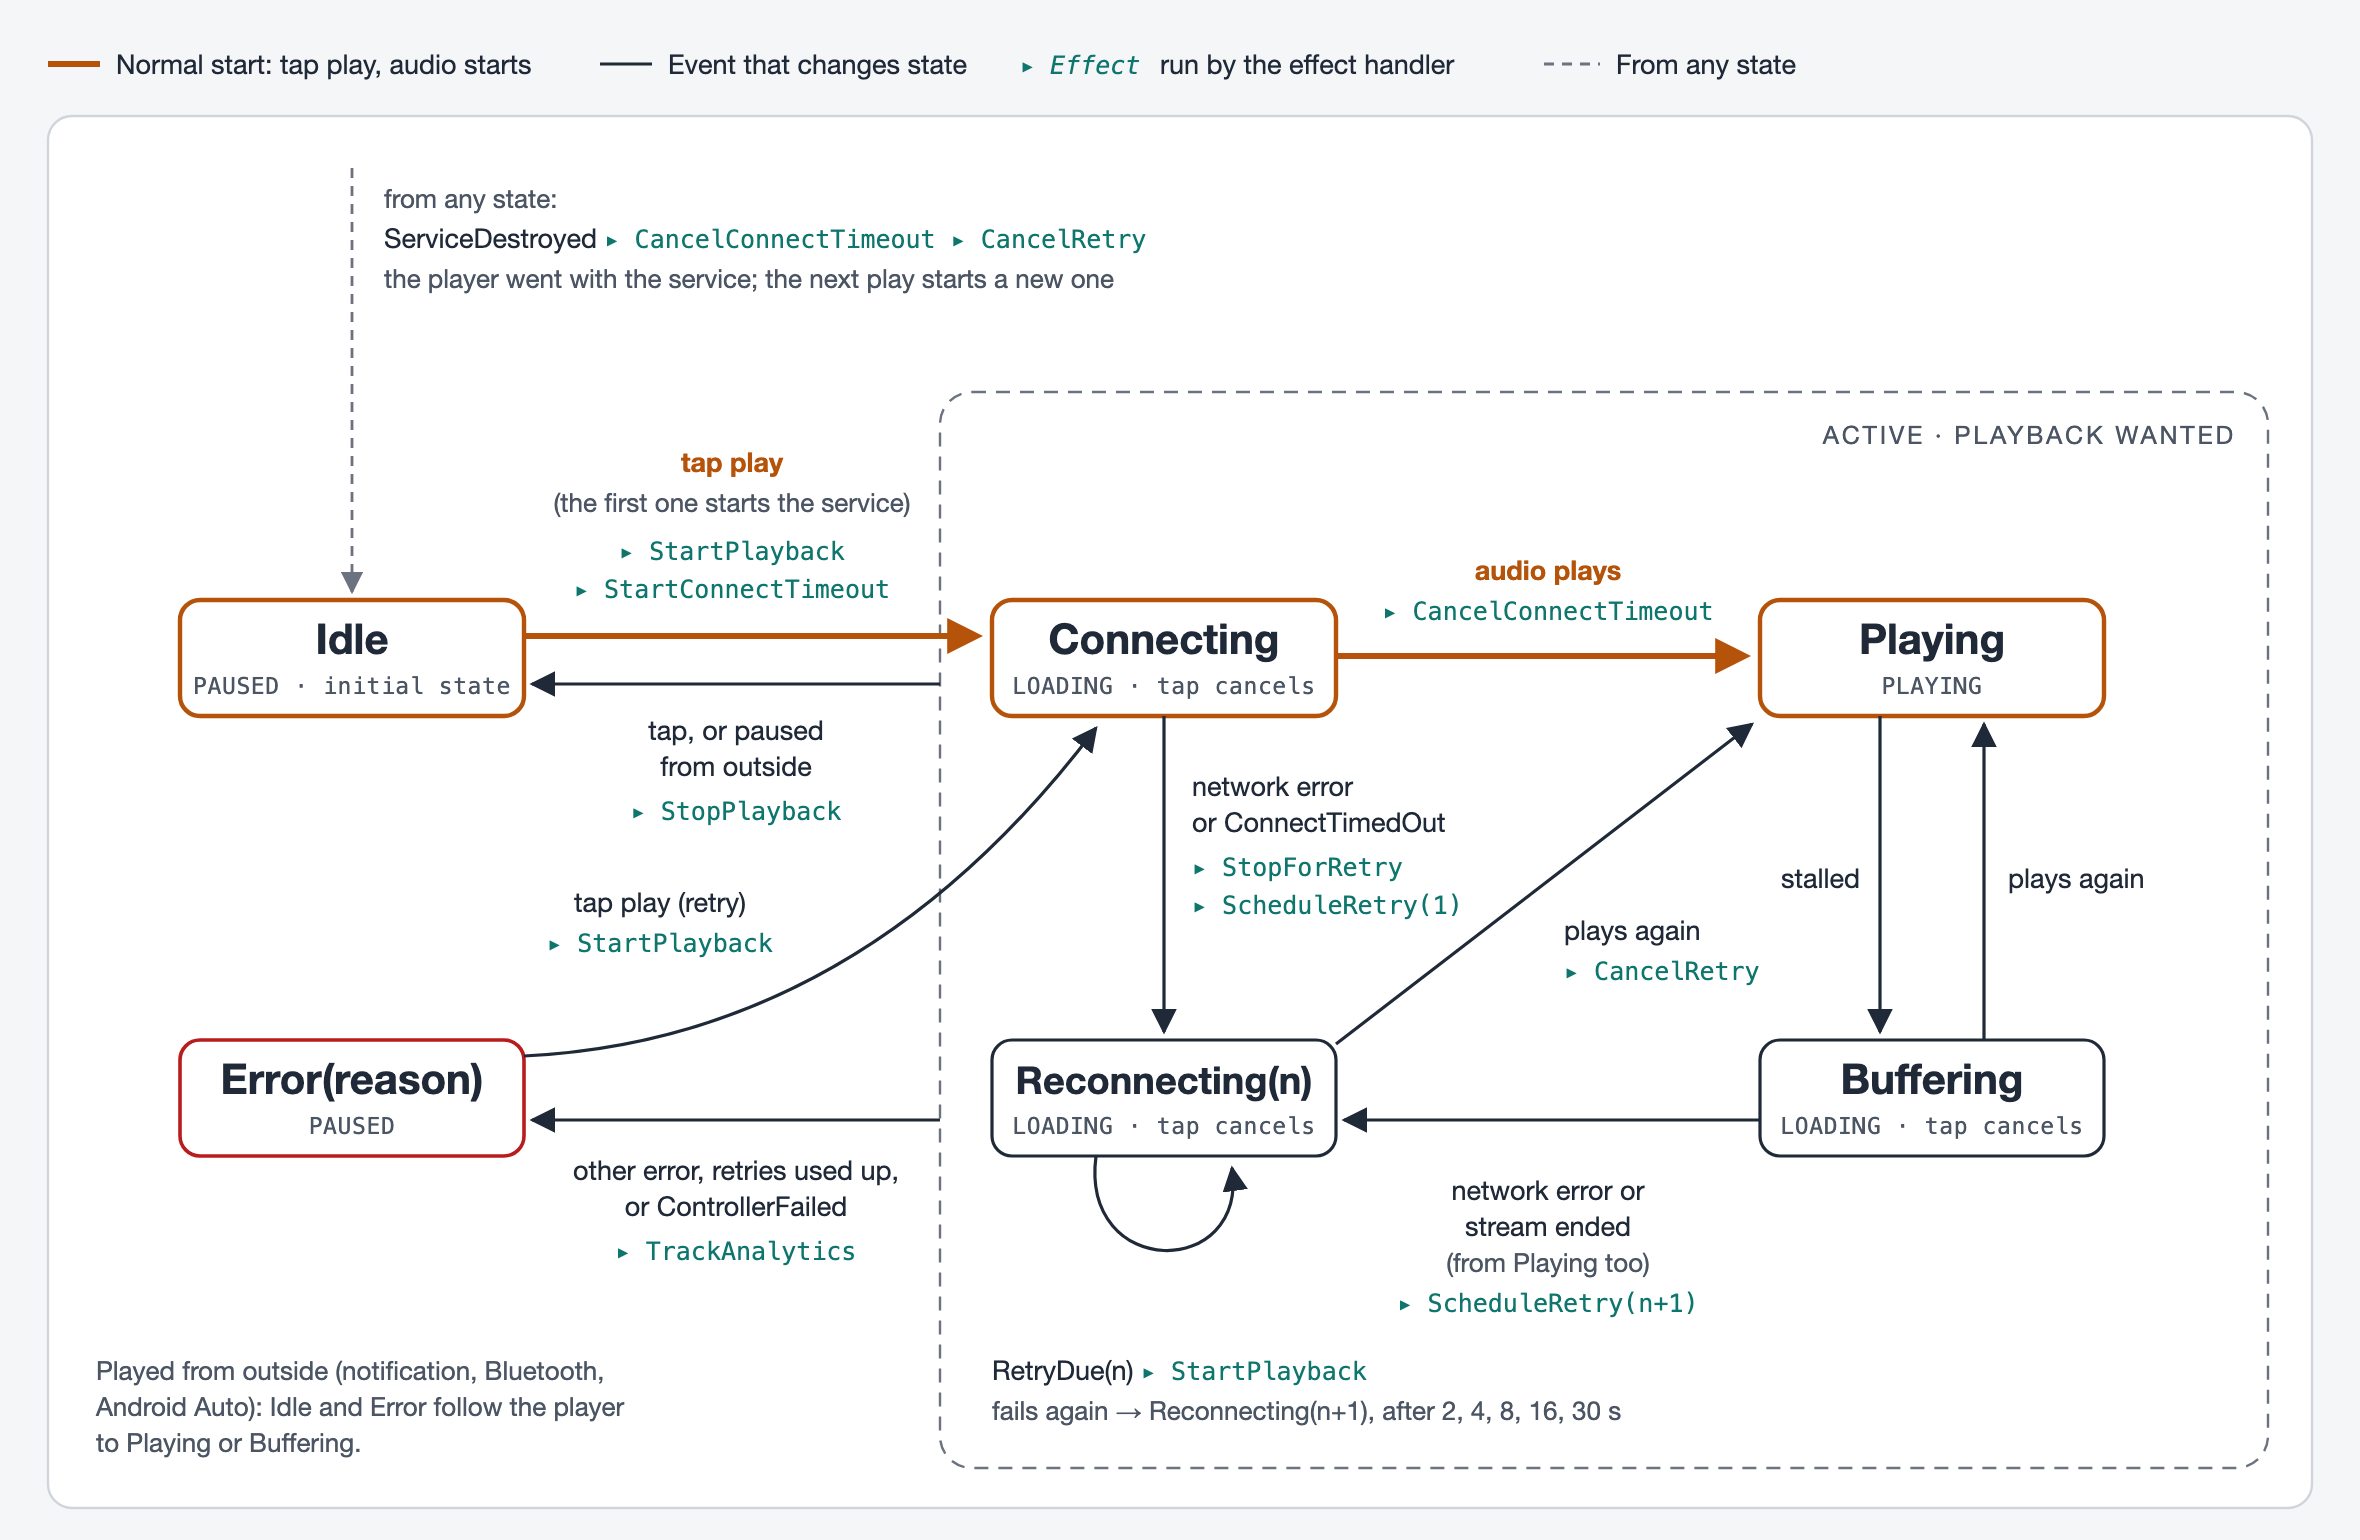 Normal start: tap play, audio starts
Event that changes state
▸ Effect run by the effect handler
From any state
from any state:
ServiceDestroyed ▸ CancelConnectTimeout ▸ CancelRetry
the player went with the service; the next play starts a new one
ACTIVE · PLAYBACK WANTED
tap play
(the first one starts the service)
▸ StartPlayback
▸ StartConnectTimeout
audio plays
▸ CancelConnectTimeout
Idle
PAUSED · initial state
Connecting
LOADING · tap cancels
Playing
PLAYING
tap, or paused
from outside
▸ StopPlayback
network error
or ConnectTimedOut
▸ StopForRetry
▸ ScheduleRetry(1)
stalled
plays again
tap play (retry)
▸ StartPlayback
plays again
▸ CancelRetry
Error(reason)
PAUSED
Reconnecting(n)
LOADING · tap cancels
Buffering
LOADING · tap cancels
other error, retries used up,
or ControllerFailed
▸ TrackAnalytics
network error or
stream ended
(from Playing too)
▸ ScheduleRetry(n+1)
Played from outside (notification, Bluetooth,
Android Auto): Idle and Error follow the player
to Playing or Buffering.
RetryDue(n) ▸ StartPlayback
fails again → Reconnecting(n+1), after 2, 4, 8, 16, 30 s